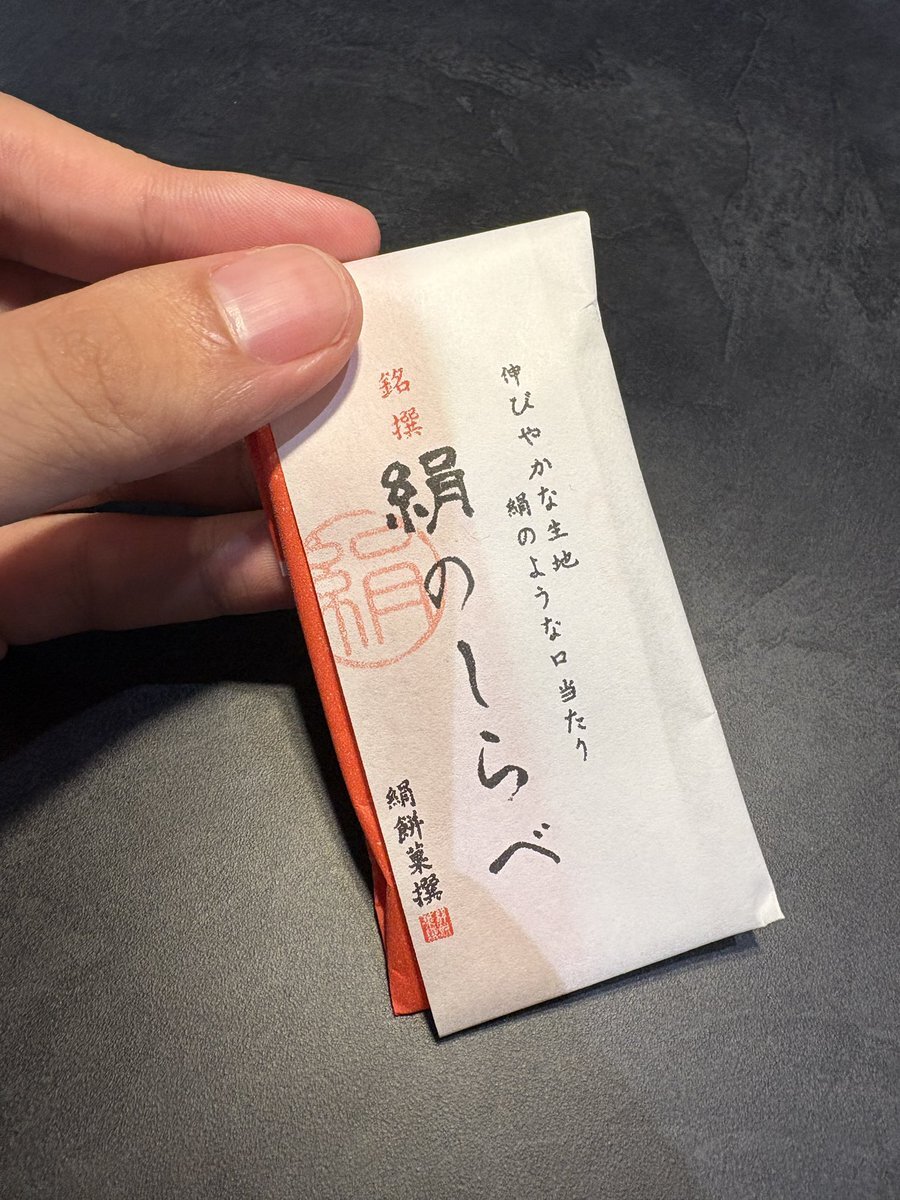 伸びやかな生地
絹のような口当たり
銘撰
絹のしらべ
絹
絹餅菓撰